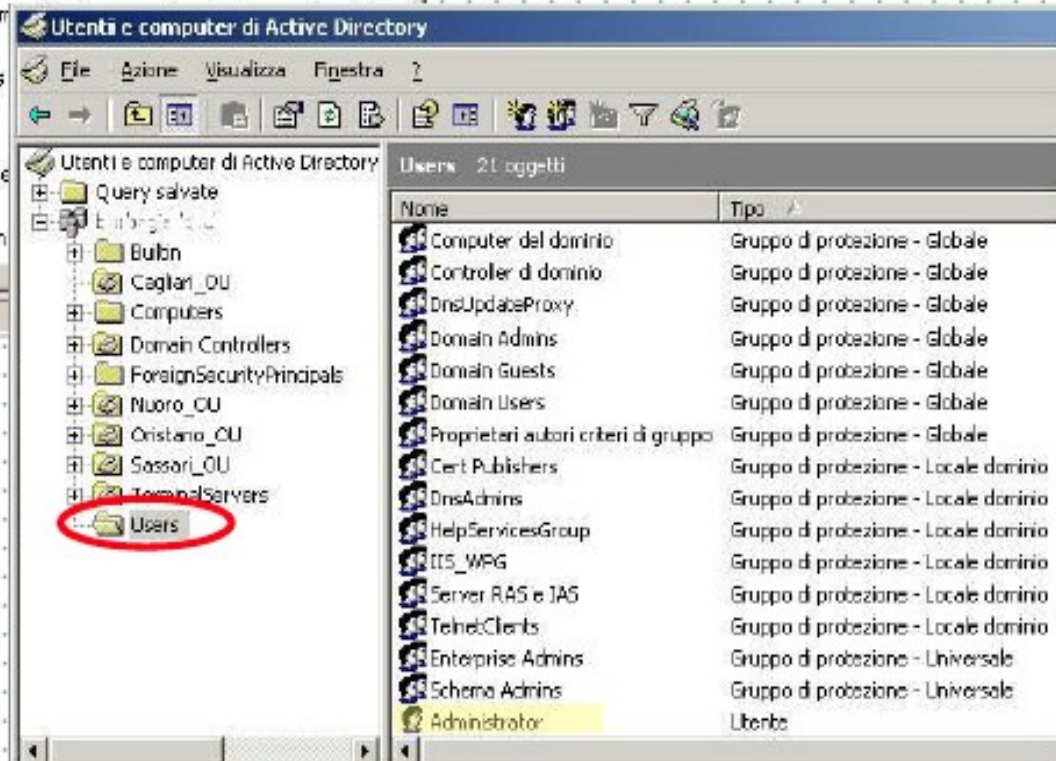 Utenti e computer di Active Directory
File Azione Visualizza Finestra ?
Utenti e computer di Active Directory
Query salvate
Builtin
Cagliari_OU
Computers
Domain Controllers
ForeignSecurityPrincipals
Nuoro_OU
Oristano_OU
Sassari_OU
TerminalServers
Users
Users 21 oggetti
Nome Tipo
Computer del dominio Gruppo di protezione - Globale
Controller di dominio Gruppo di protezione - Globale
DnsUpdateProxy Gruppo di protezione - Globale
Domain Admins Gruppo di protezione - Globale
Domain Guests Gruppo di protezione - Globale
Domain Users Gruppo di protezione - Globale
Proprietari autori criteri di gruppo Gruppo di protezione - Globale
Cert Publishers Gruppo di protezione - Locale dominio
DnsAdmins Gruppo di protezione - Locale dominio
HelpServicesGroup Gruppo di protezione - Locale dominio
IIS_WPG Gruppo di protezione - Locale dominio
Server RAS e IAS Gruppo di protezione - Locale dominio
TelnetClients Gruppo di protezione - Locale dominio
Enterprise Admins Gruppo di protezione - Universale
Schema Admins Gruppo di protezione - Universale
Administrator Utente